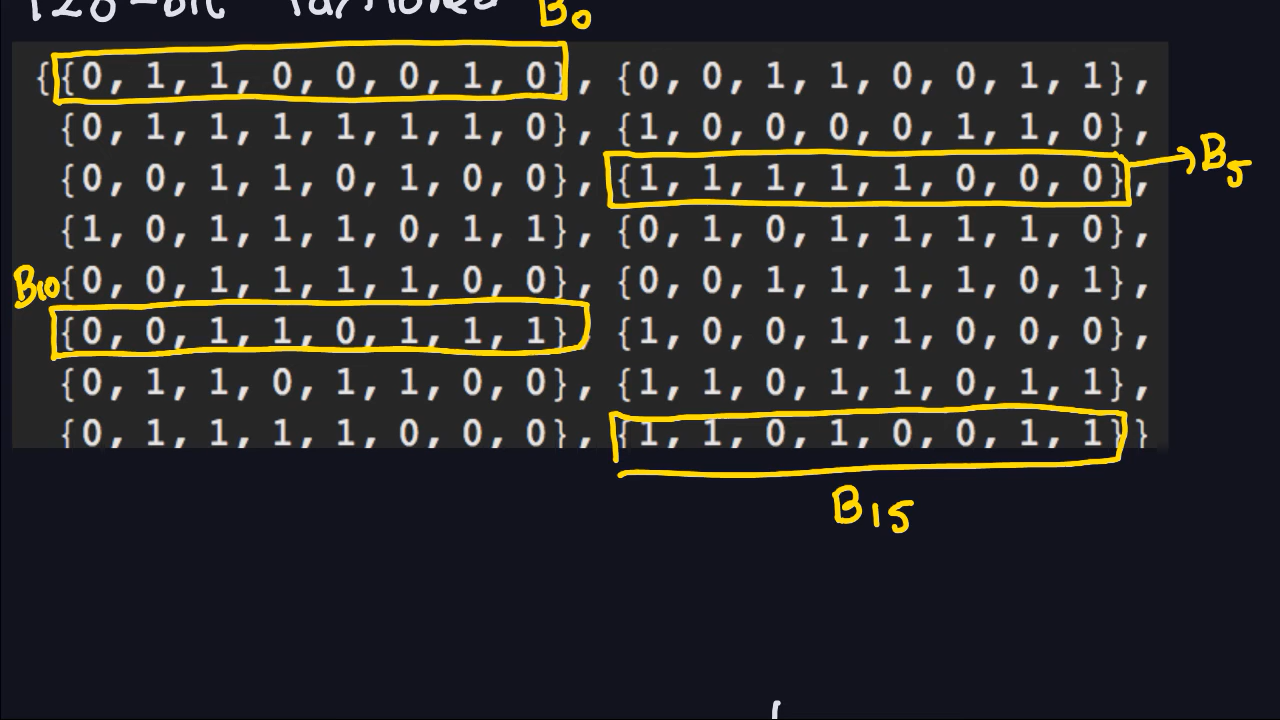 128-bit
B0
{{0, 1, 1, 0, 0, 0, 1, 0}, {0, 0, 1, 1, 0, 0, 1, 1},
{0, 1, 1, 1, 1, 1, 1, 0}, {1, 0, 0, 0, 0, 1, 1, 0},
{0, 0, 1, 1, 0, 1, 0, 0}, {1, 1, 1, 1, 1, 0, 0, 0}, → B5
{1, 0, 1, 1, 1, 0, 1, 1}, {0, 1, 0, 1, 1, 1, 1, 0},
B10 {0, 0, 1, 1, 1, 1, 0, 0}, {0, 0, 1, 1, 1, 1, 0, 1},
{0, 0, 1, 1, 0, 1, 1, 1}, {1, 0, 0, 1, 1, 0, 0, 0},
{0, 1, 1, 0, 1, 1, 0, 0}, {1, 1, 0, 1, 1, 0, 1, 1},
{0, 1, 1, 1, 1, 0, 0, 0}, {1, 1, 0, 1, 0, 0, 1, 1}}
B15